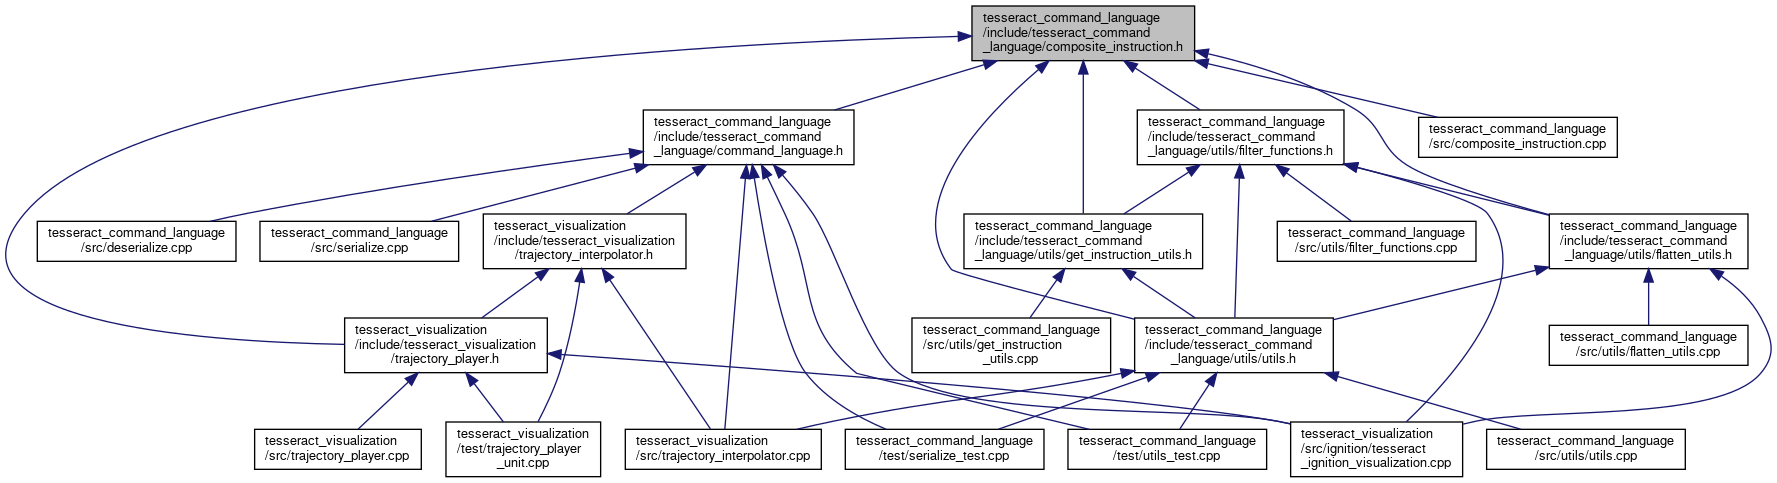 tesseract_command_language
/include/tesseract_command
_language/composite_instruction.h
tesseract_command_language
/include/tesseract_command
_language/command_language.h
tesseract_command_language
/include/tesseract_command
_language/utils/filter_functions.h
tesseract_command_language
/src/composite_instruction.cpp
tesseract_command_language
/src/deserialize.cpp
tesseract_command_language
/src/serialize.cpp
tesseract_visualization
/include/tesseract_visualization
/trajectory_interpolator.h
tesseract_command_language
/include/tesseract_command
_language/utils/get_instruction_utils.h
tesseract_command_language
/src/utils/filter_functions.cpp
tesseract_command_language
/include/tesseract_command
_language/utils/flatten_utils.h
tesseract_visualization
/include/tesseract_visualization
/trajectory_player.h
tesseract_command_language
/src/utils/get_instruction
_utils.cpp
tesseract_command_language
/include/tesseract_command
_language/utils/utils.h
tesseract_command_language
/src/utils/flatten_utils.cpp
tesseract_visualization
/src/trajectory_player.cpp
tesseract_visualization
/test/trajectory_player
_unit.cpp
tesseract_visualization
/src/trajectory_interpolator.cpp
tesseract_command_language
/test/serialize_test.cpp
tesseract_command_language
/test/utils_test.cpp
tesseract_visualization
/src/ignition/tesseract
_ignition_visualization.cpp
tesseract_command_language
/src/utils/utils.cpp